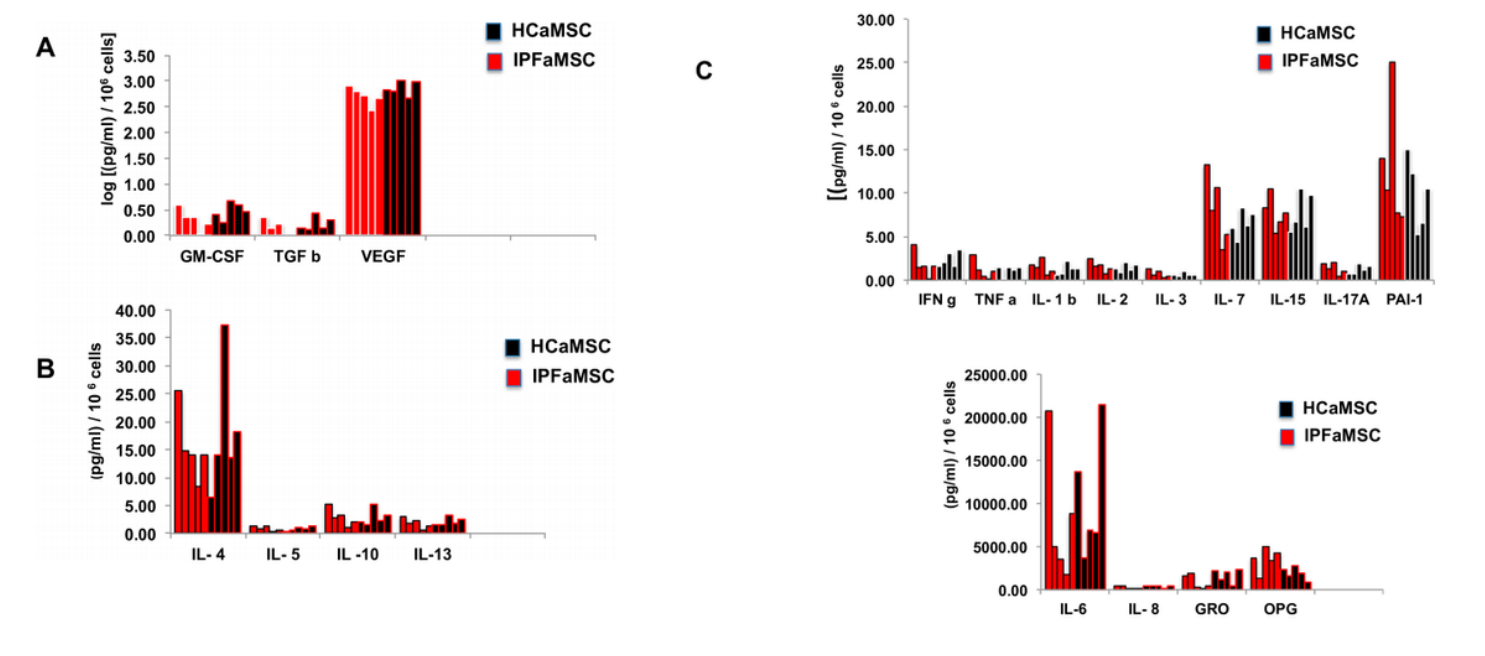 A
HCaMSC
IPFaMSC
log [(pg/ml) / 10⁶ cells]
3.50
3.00
2.50
2.00
1.50
1.00
0.50
0.00
GM-CSF TGF b VEGF
B
HCaMSC
IPFaMSC
(pg/ml) / 10 ⁶ cells
40.00
35.00
30.00
25.00
20.00
15.00
10.00
5.00
0.00
IL- 4 IL- 5 IL -10 IL-13
C
HCaMSC
IPFaMSC
[(pg/ml) / 10 ⁶ cells
30.00
25.00
20.00
15.00
10.00
5.00
0.00
IFN g TNF a IL- 1 b IL- 2 IL- 3 IL- 7 IL-15 IL-17A PAI-1
HCaMSC
IPFaMSC
(pg/ml) / 10 ⁶ cells
25000.00
20000.00
15000.00
10000.00
5000.00
0.00
IL-6 IL- 8 GRO OPG